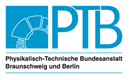 PTB
Physikalisch-Technische Bundesanstalt
Braunschweig und Berlin